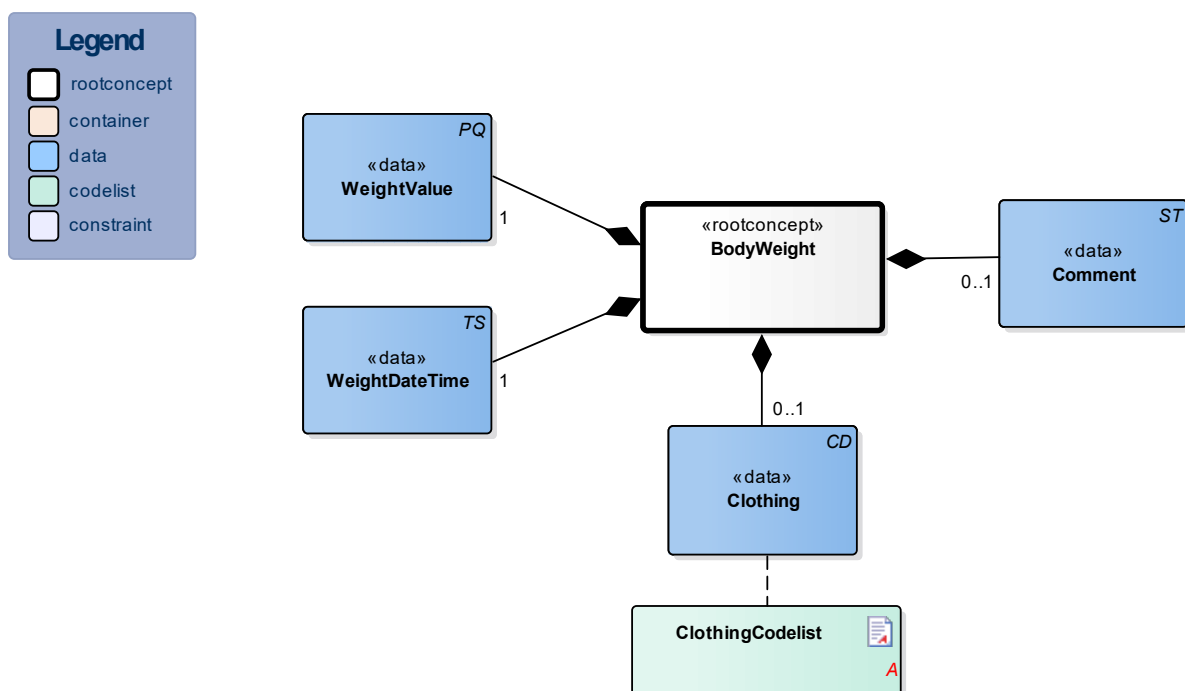 Legend
rootconcept
container
data
codelist
constraint
PQ
«data»
WeightValue
1
«rootconcept»
BodyWeight
ST
«data»
Comment
0..1
TS
«data»
WeightDateTime
1
0..1
CD
«data»
Clothing
ClothingCodelist
A